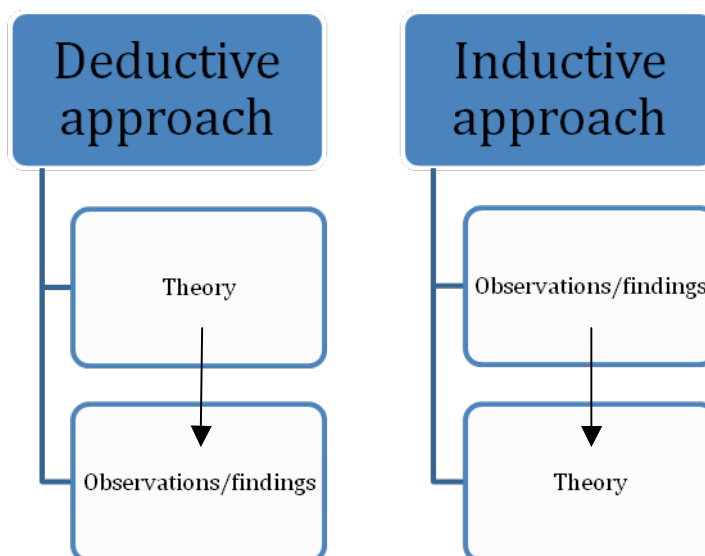 Deductive
approach
Theory
Observations/findings
Inductive
approach
Observations/findings
Theory